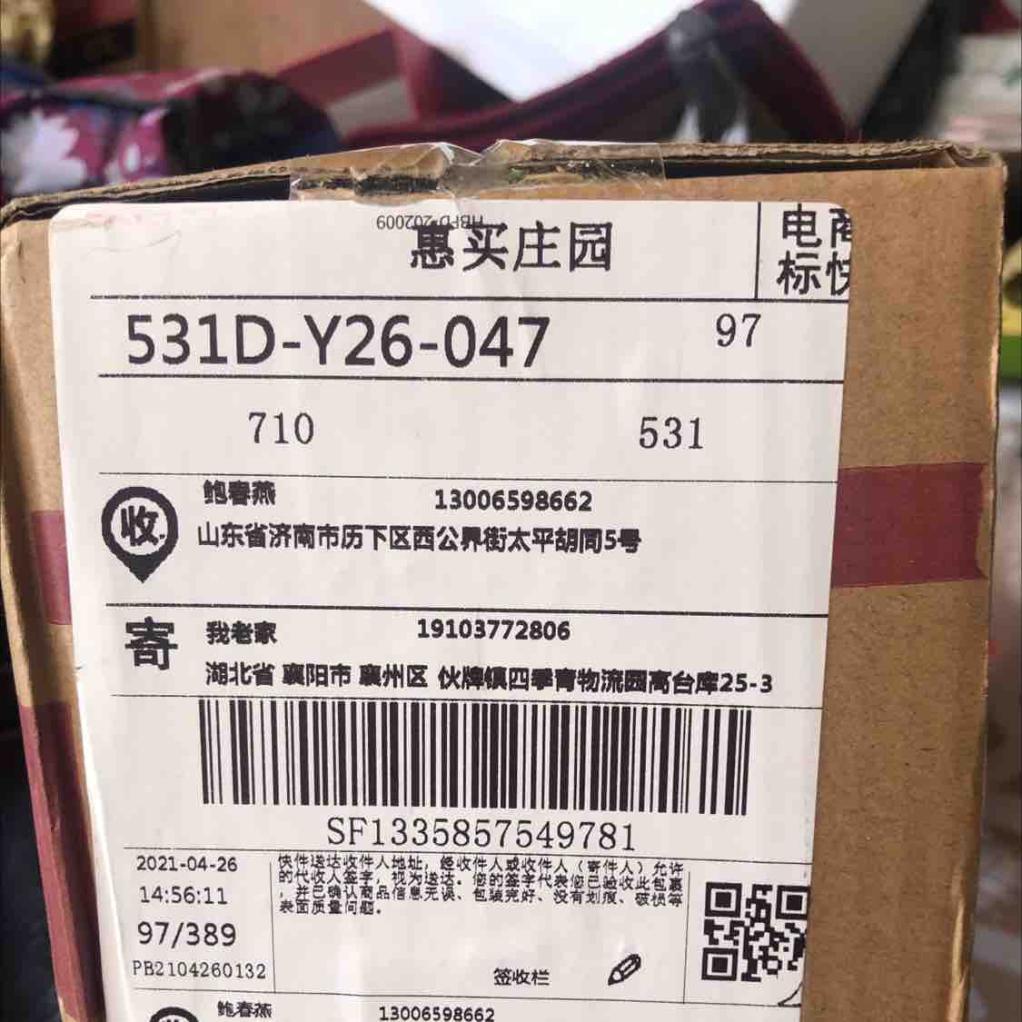 HBFD-202009
惠买庄园
电商
标快
531D-Y26-047
97
710
531
收
鲍春燕
13006598662
山东省济南市历下区西公界街太平胡同5号
寄
我老家
19103772806
湖北省 襄阳市 襄州区 伙牌镇四季青物流园高台库25-3
SF1335857549781
2021-04-26
14:56:11
97/389
PB2104260132
快件送达收件人地址，经收件人或收件人（寄件人）允许
的代收人签字，视为送达。您的签字代表您已验收此包裹
，并已确认商品信息无误、包装完好、没有划痕、破损等
表面质量问题。
签收栏
鲍春燕
13006598662